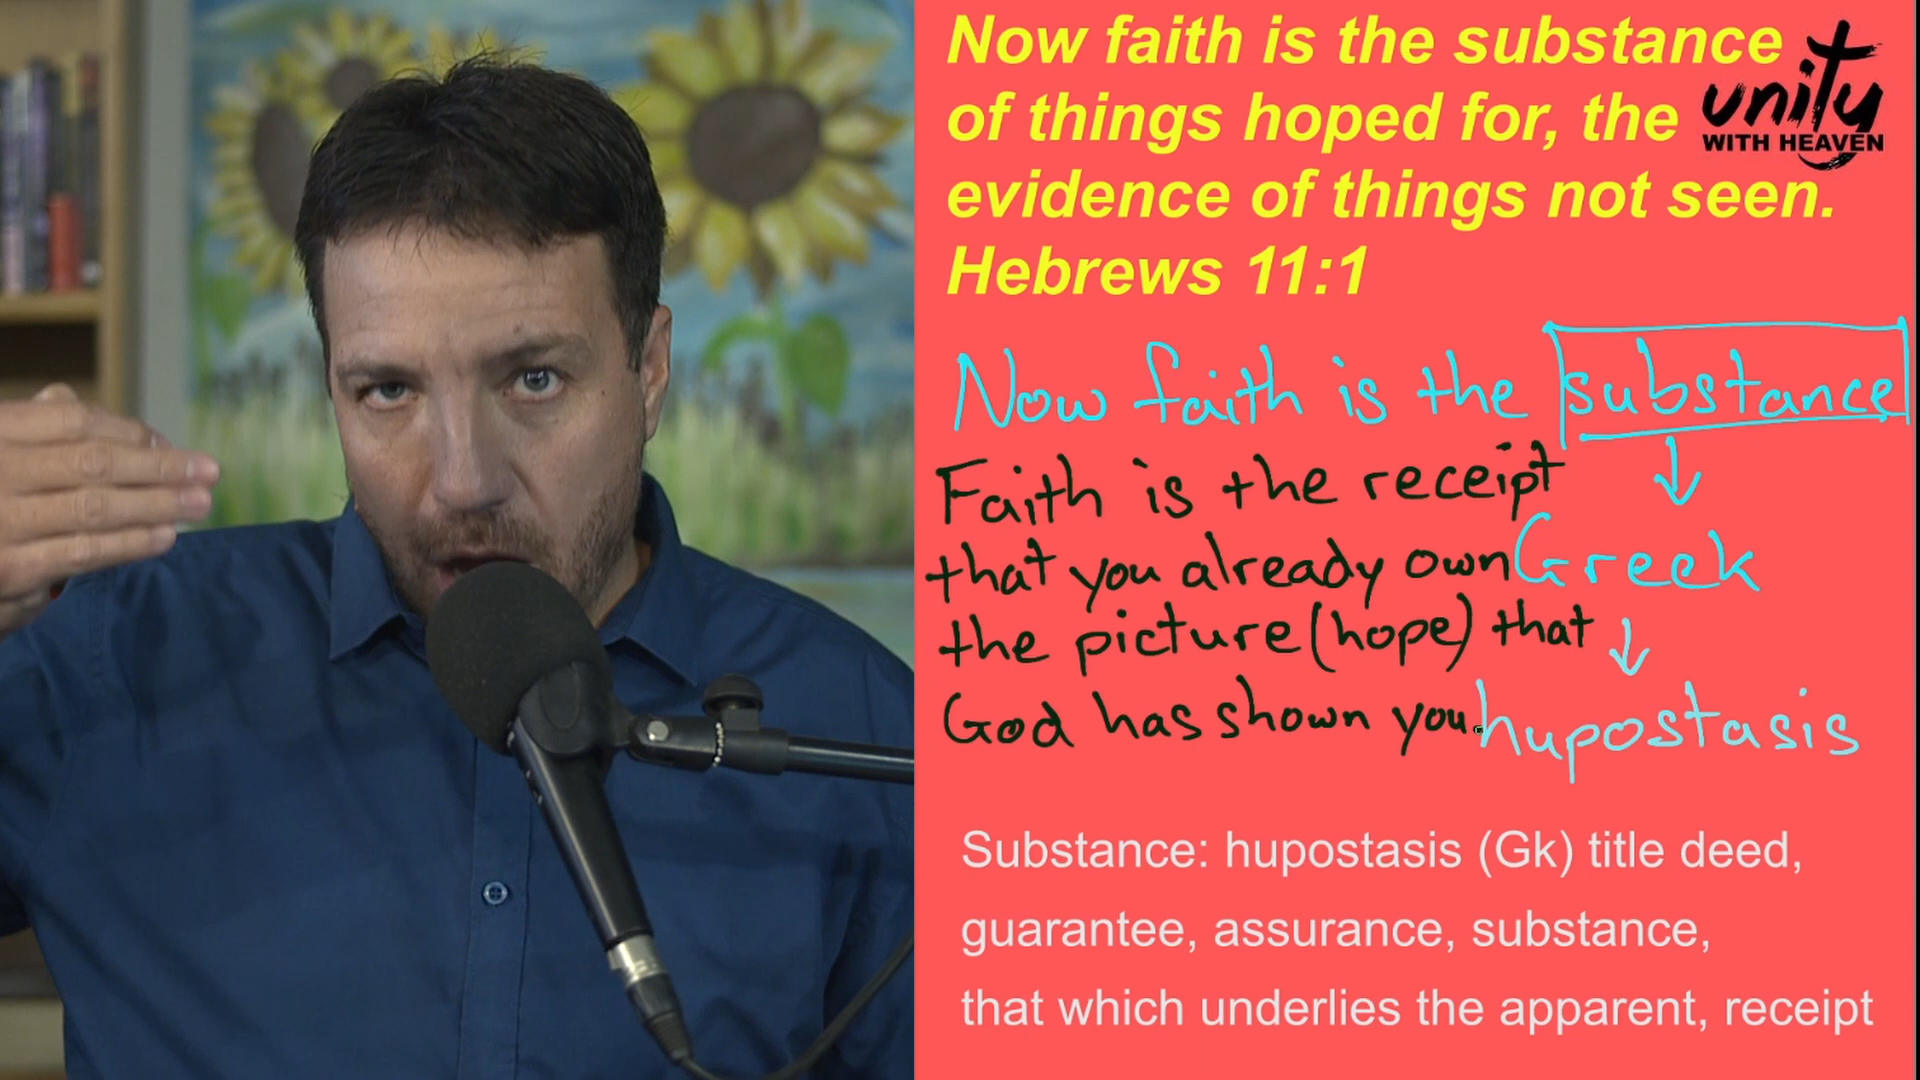 Now faith is the substance
of things hoped for, the
evidence of things not seen.
Hebrews 11:1
unity
WITH HEAVEN
Now faith is the substance
Faith is the receipt
that you already own
the picture (hope) that
God has shown you.
Greek
hupostasis
Substance: hupostasis (Gk) title deed,
guarantee, assurance, substance,
that which underlies the apparent, receipt